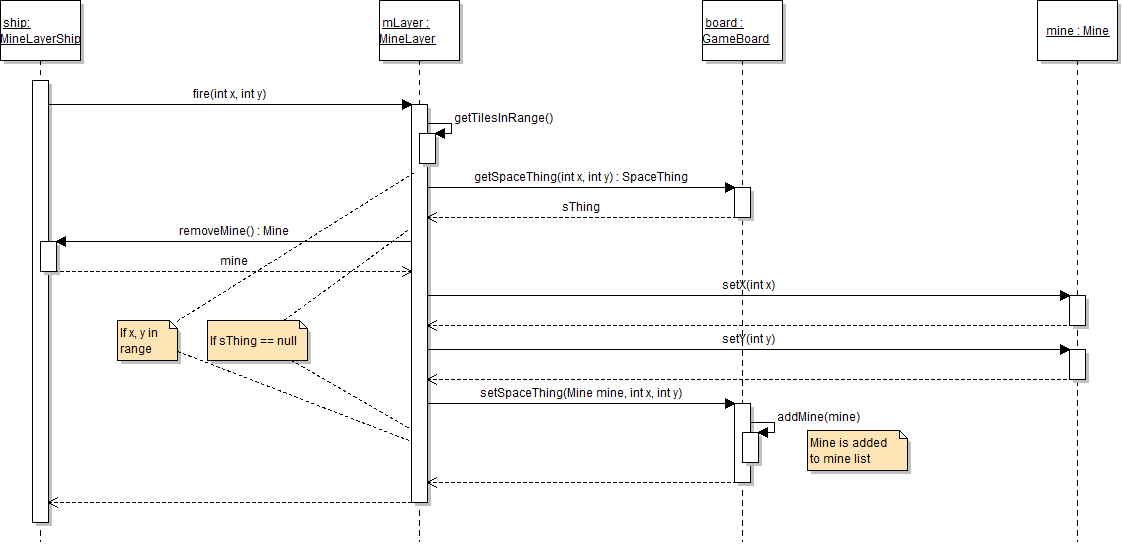 ship:
MineLayerShip
mLayer :
MineLayer
board :
GameBoard
mine : Mine
fire(int x, int y)
getTilesInRange()
getSpaceThing(int x, int y) : SpaceThing
sThing
removeMine() : Mine
mine
setX(int x)
If x, y in
range
If sThing == null
setY(int y)
setSpaceThing(Mine mine, int x, int y)
addMine(mine)
Mine is added
to mine list